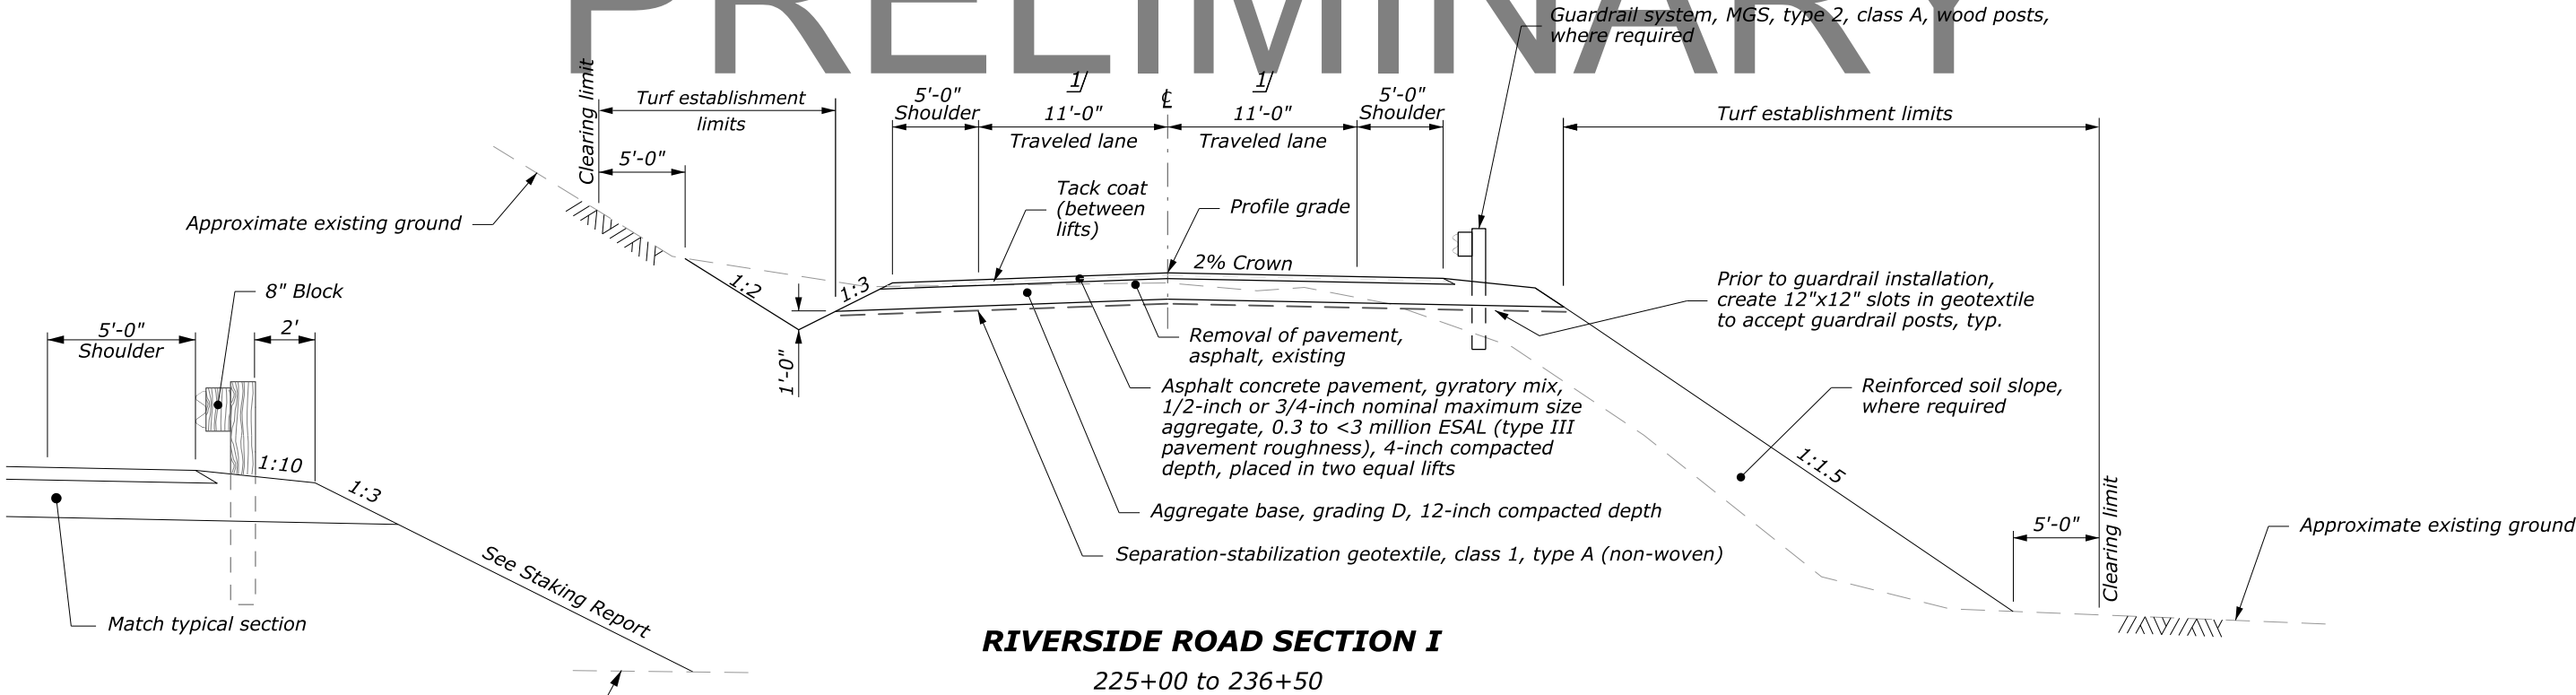 PRELIMINARY
Guardrail system, MGS, type 2, class A, wood posts,
where required
Clearing limit
Turf establishment
limits
5'-0"
5'-0"
Shoulder
1/
11'-0"
Traveled lane
℄
1/
11'-0"
Traveled lane
5'-0"
Shoulder
Turf establishment limits
Approximate existing ground
Tack coat
(between
lifts)
Profile grade
2% Crown
1:2
1:3
1'-0"
Prior to guardrail installation,
create 12"x12" slots in geotextile
to accept guardrail posts, typ.
Removal of pavement,
asphalt, existing
Asphalt concrete pavement, gyratory mix,
1/2-inch or 3/4-inch nominal maximum size
aggregate, 0.3 to <3 million ESAL (type III
pavement roughness), 4-inch compacted
depth, placed in two equal lifts
Aggregate base, grading D, 12-inch compacted depth
Separation-stabilization geotextile, class 1, type A (non-woven)
Reinforced soil slope,
where required
1:1.5
5'-0"
Clearing limit
Approximate existing ground
8" Block
5'-0"
Shoulder
2'
1:10
1:3
See Staking Report
Match typical section
RIVERSIDE ROAD SECTION I
225+00 to 236+50